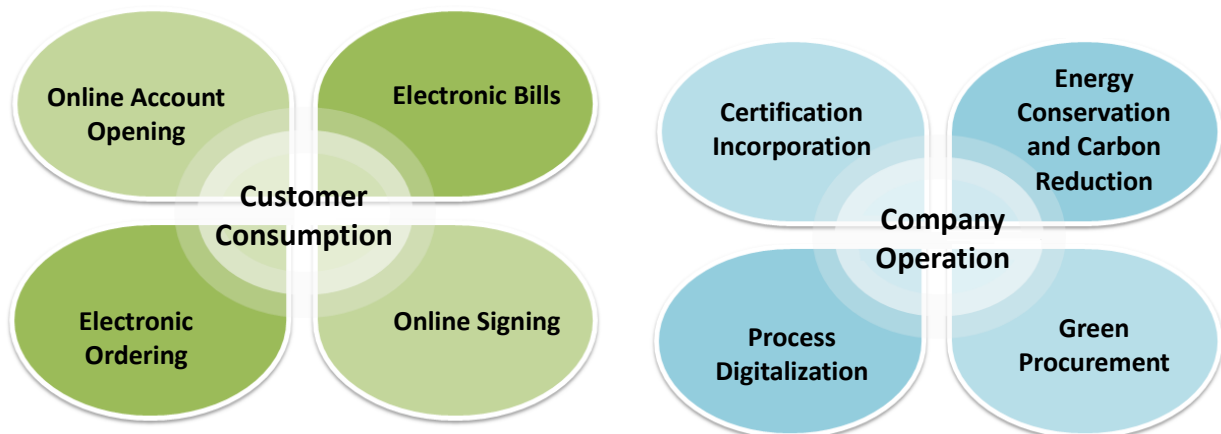 Online Account
Opening
Electronic Bills
Customer
Consumption
Electronic
Ordering
Online Signing
Certification
Incorporation
Energy
Conservation
and Carbon
Reduction
Company
Operation
Process
Digitalization
Green
Procurement